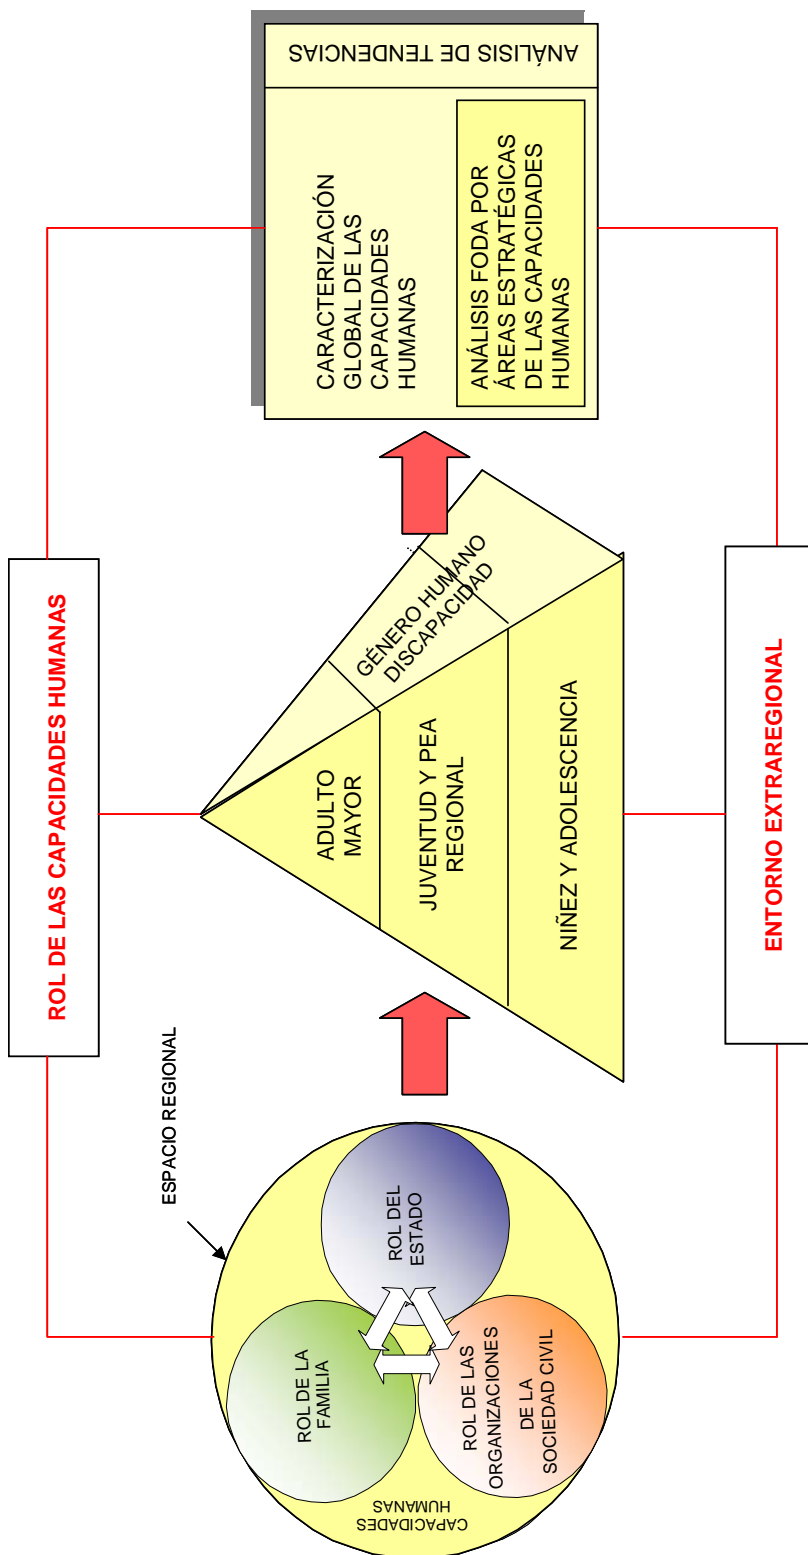 ROL DE LAS CAPACIDADES HUMANAS
ESPACIO REGIONAL
ROL DE LA
FAMILIA
ROL DEL
ESTADO
ROL DE LAS
ORGANIZACIONES
DE LA
SOCIEDAD CIVIL
CAPACIDADES
HUMANAS
ADULTO
MAYOR
JUVENTUD Y PEA
REGIONAL
NIÑEZ Y ADOLESCENCIA
GÉNERO HUMANO
DISCAPACIDAD
CARACTERIZACIÓN
GLOBAL DE LAS
CAPACIDADES
HUMANAS
ANÁLISIS FODA POR
ÁREAS ESTRATÉGICAS
DE LAS CAPACIDADES
HUMANAS
ANÁLISIS DE TENDENCIAS
ENTORNO EXTRAREGIONAL